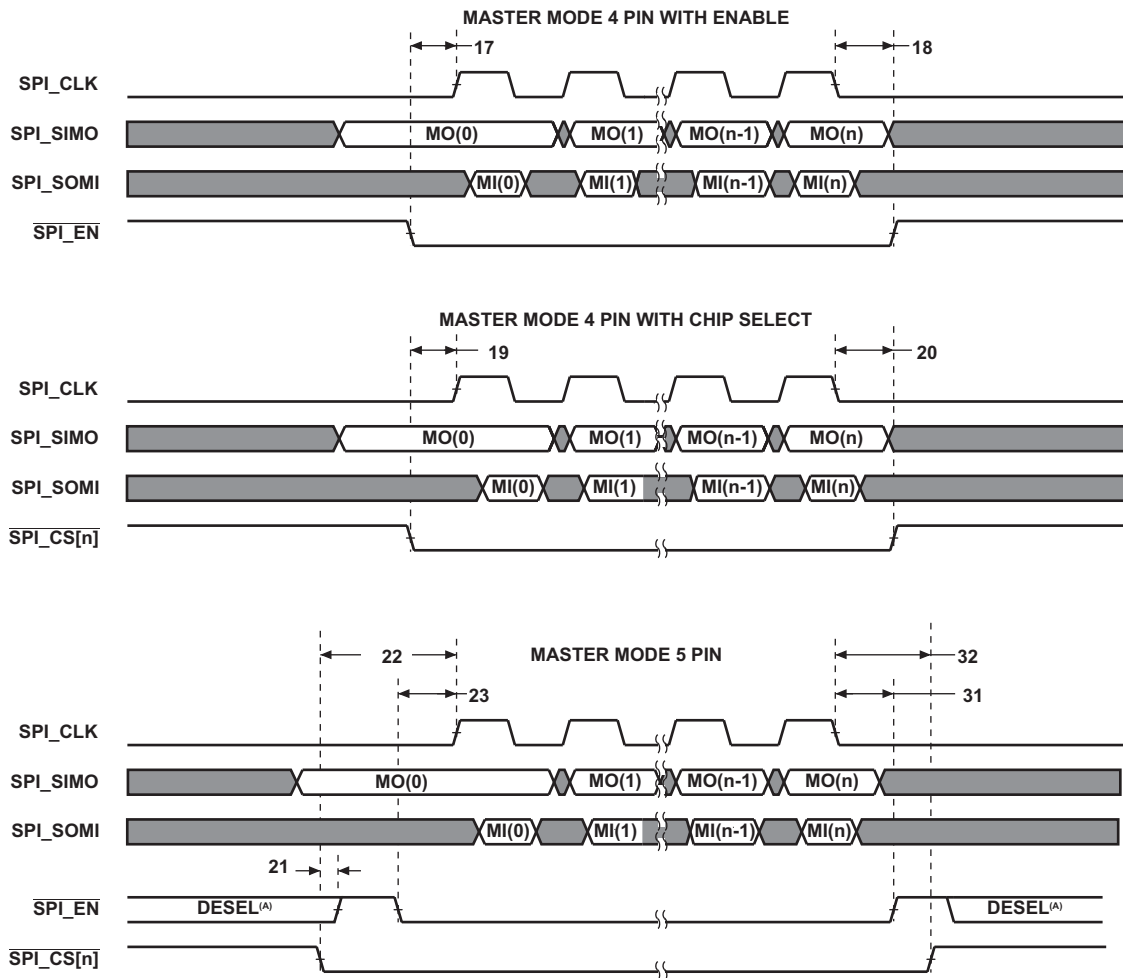 MASTER MODE 4 PIN WITH ENABLE
17 18
SPI_CLK
SPI_SIMO MO(0) MO(1) MO(n-1) MO(n)
SPI_SOMI MI(0) MI(1) MI(n-1) MI(n)
SPI_EN
MASTER MODE 4 PIN WITH CHIP SELECT
19 20
SPI_CLK
SPI_SIMO MO(0) MO(1) MO(n-1) MO(n)
SPI_SOMI MI(0) MI(1) MI(n-1) MI(n)
SPI_CS[n]
22 MASTER MODE 5 PIN 32
23 31
SPI_CLK
SPI_SIMO MO(0) MO(1) MO(n-1) MO(n)
SPI_SOMI MI(0) MI(1) MI(n-1) MI(n)
21
SPI_EN DESEL(A) DESEL(A)
SPI_CS[n]